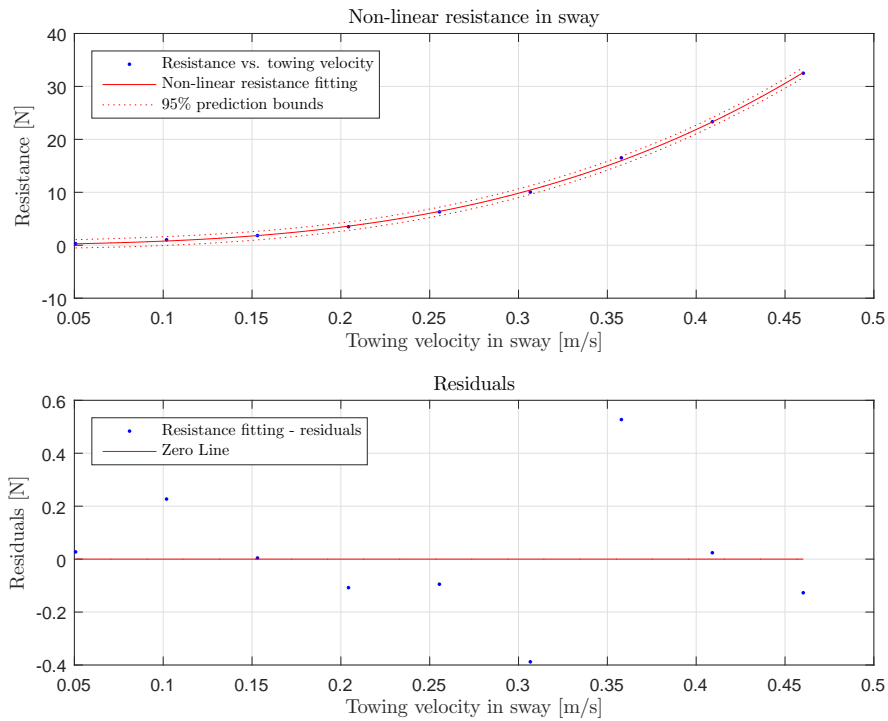 Non-linear resistance in sway
40
30
20
10
0
-10
Resistance [N]
Resistance vs. towing velocity
Non-linear resistance fitting
95% prediction bounds
0.05 0.1 0.15 0.2 0.25 0.3 0.35 0.4 0.45 0.5
Towing velocity in sway [m/s]
Residuals
0.6
0.4
0.2
0
-0.2
-0.4
Residuals [N]
Resistance fitting - residuals
Zero Line
0.05 0.1 0.15 0.2 0.25 0.3 0.35 0.4 0.45 0.5
Towing velocity in sway [m/s]